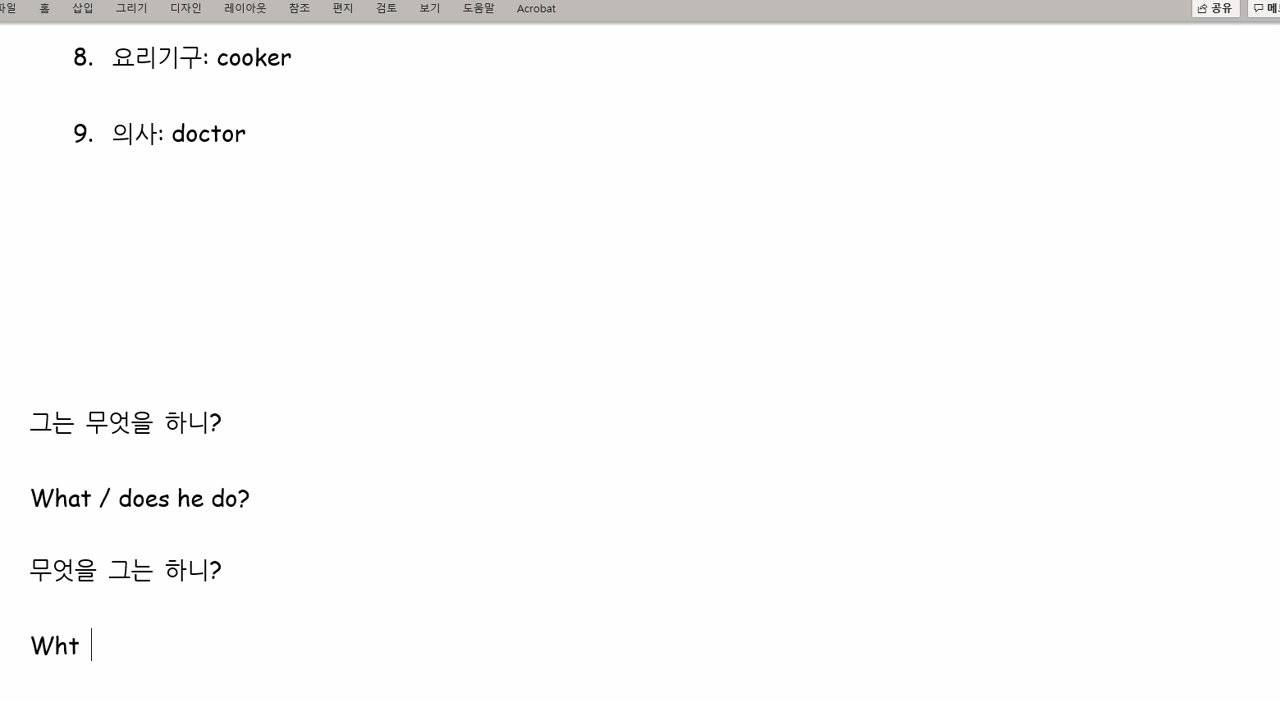 홈 삽입 그리기 디자인 레이아웃 참조 편지 검토 보기 도움말 Acrobat 공유
8. 요리기구: cooker
9. 의사: doctor
그는 무엇을 하니?
What / does he do?
무엇을 그는 하니?
Wht